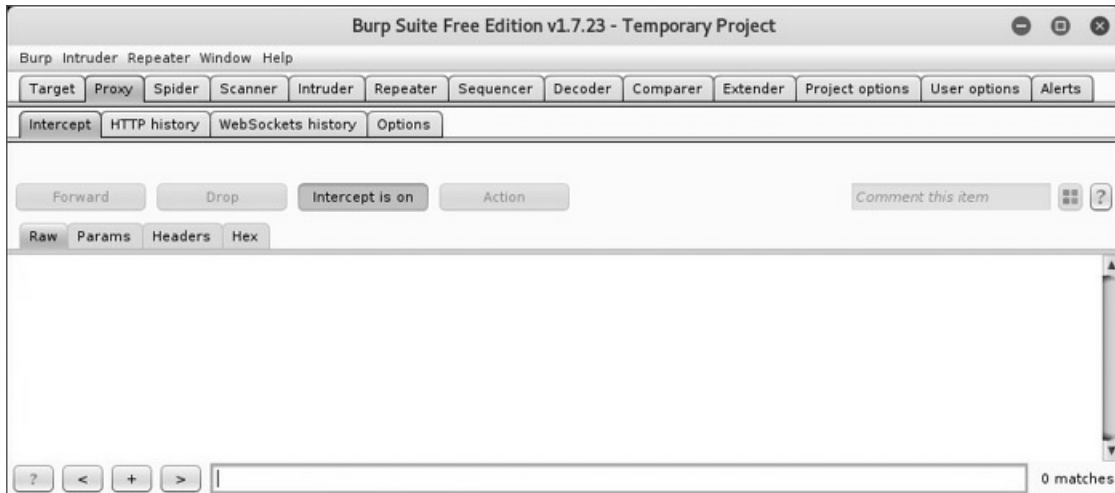 Burp Suite Free Edition v1.7.23 - Temporary Project
Burp Intruder Repeater Window Help
Target Proxy Spider Scanner Intruder Repeater Sequencer Decoder Comparer Extender Project options User options Alerts
Intercept HTTP history WebSockets history Options
Forward Drop Intercept is on Action Comment this item ?
Raw Params Headers Hex
? < + > 0 matches